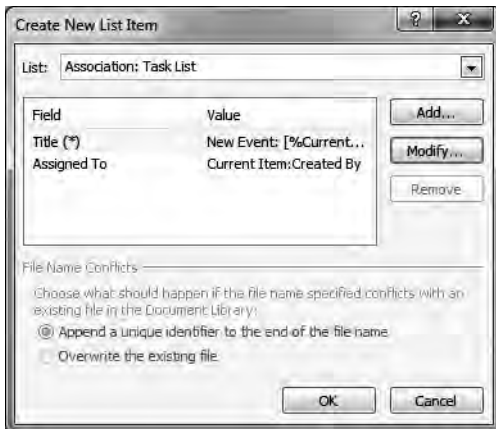 Create New List Item
? X
List: Association: Task List
Add...
Field Value
Title (*) New Event: [%Current...
Modify...
Assigned To Current Item:Created By
Remove
File Name Conflicts
Choose what should happen if the file name specified conflicts with an
existing file in the Document Library:
Append a unique identifier to the end of the file name
Overwrite the existing file
OK Cancel